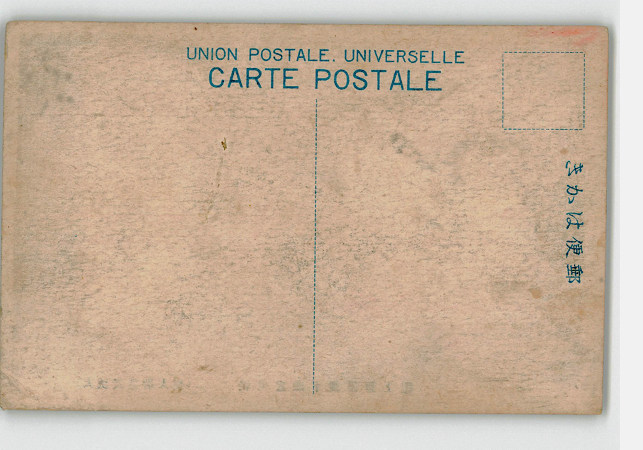 UNION POSTALE. UNIVERSELLE
CARTE POSTALE
郵便はかき